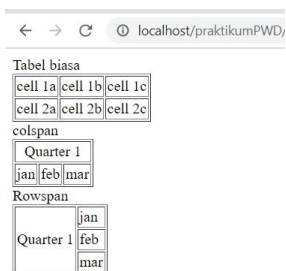 localhost/praktikumPWD/
Tabel biasa
cell 1a cell 1b cell 1c
cell 2a cell 2b cell 2c
colspan
Quarter 1
jan feb mar
Rowspan
jan
Quarter 1 feb
mar